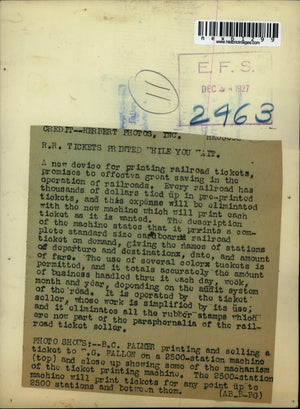 www.historicimages.com
11
E. F. S.
DEC 24 1927
2463
CREDIT--HERBERT PHOTOS, INC.
R.R. TICKETS PRINTED WHILE YOU WAIT.
A new device for printing railroad tickets,
promises to effect a great saving in the
operation of railroads. Every railroad has
thousands of dollars tied up in pre-printed
tickets, and this expense will be eliminated
with the new machine which will print each
ticket as it is wanted. The description
of the machine states that it prints a com-
plete standard size cardboard railroad
ticket on demand, giving the names of stations
of departure and destination, date, and amount
of fare. The use of several colors tickets is
permitted, and it totals accurately the amount
of business handled thru it each day, week,
month and year, depending on the audit system
of the road. It is operated by the ticket
seller, whose work is simplified by its use;
and it eliminates all the rubber stamps which
are now part of the paraphernalia of the rail-
road ticket seller.
PHOTO SHOWS:--B.C. PALMER printing and selling a
ticket to T.G. FALLON on a 2500-station machine
(top) and close up showing some of the mechanism
of the ticket printing machine. The 2500-station
machine will print tickets for any point up to
2500 stations and between them.
(AB-B-BG)